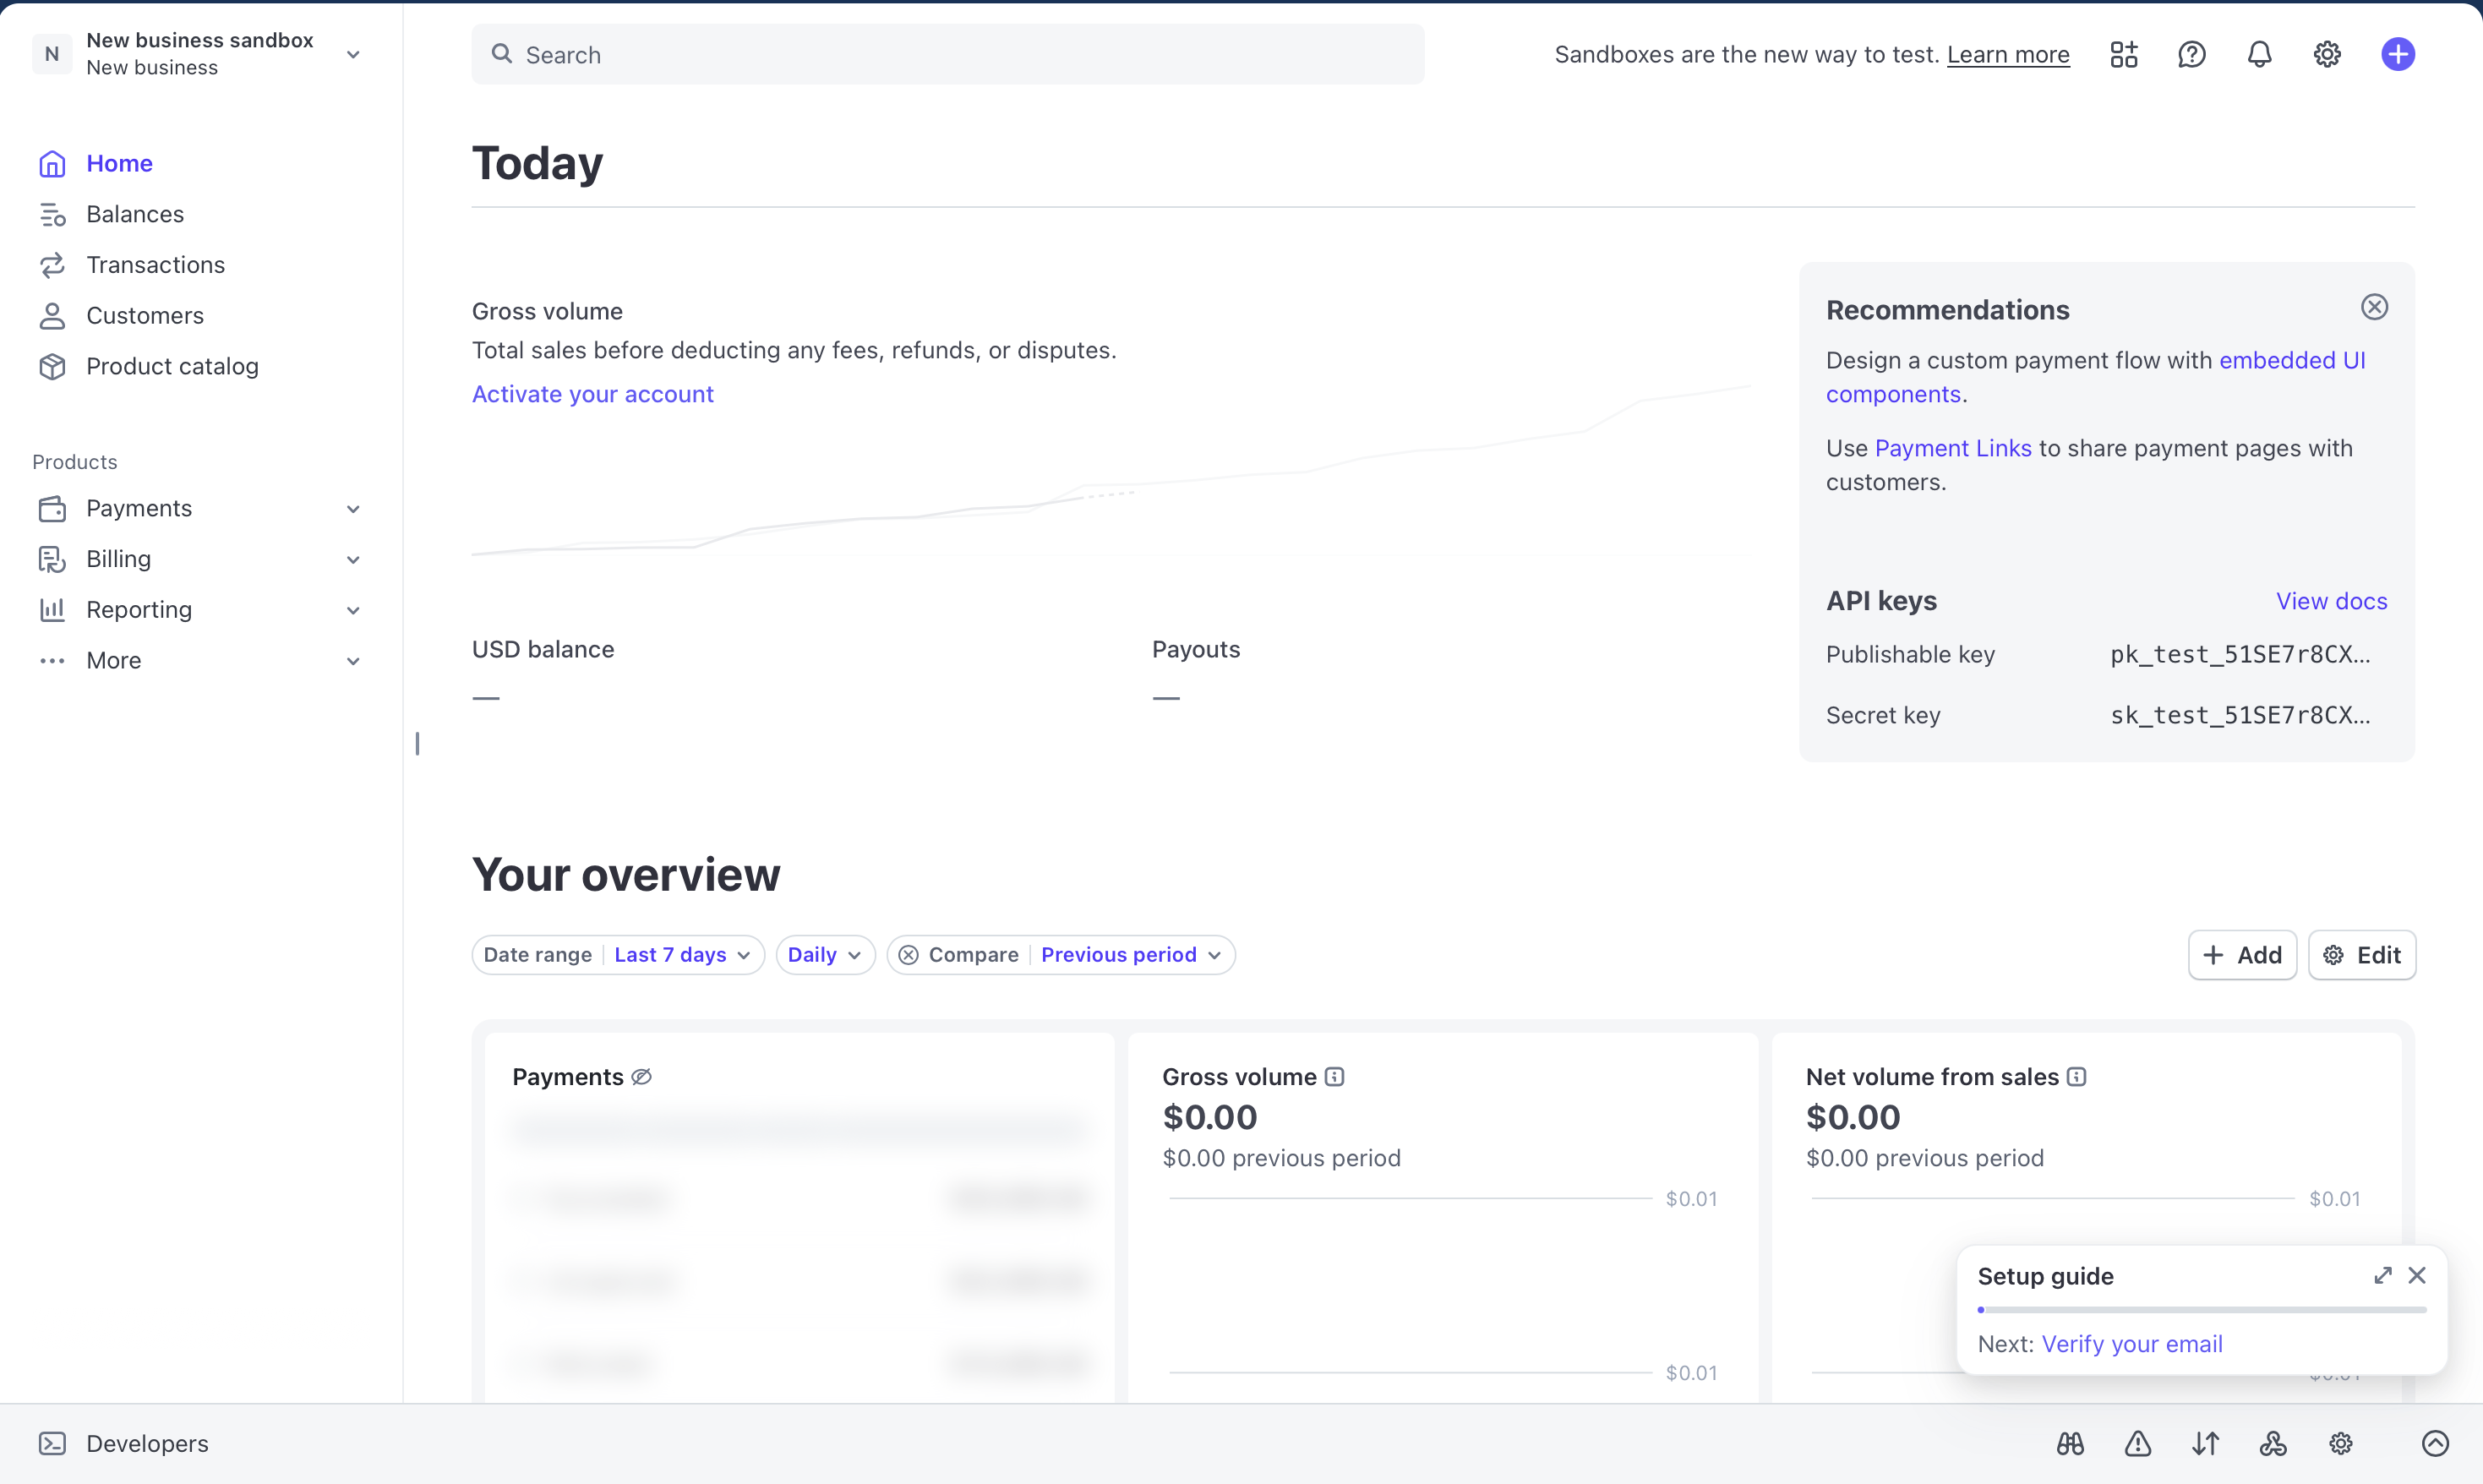 N
New business sandbox
New business
Search
Sandboxes are the new way to test. Learn more
Home
Balances
Transactions
Customers
Product catalog
Products
Payments
Billing
Reporting
More
Today
Gross volume
Total sales before deducting any fees, refunds, or disputes.
Activate your account
USD balance
—
Payouts
—
Recommendations
Design a custom payment flow with embedded UI
components.
Use Payment Links to share payment pages with
customers.
API keys
View docs
Publishable key
pk_test_51SE7r8CX...
Secret key
sk_test_51SE7r8CX...
Your overview
Date range
Last 7 days
Daily
Compare
Previous period
Add
Edit
Payments
Gross volume
$0.00
$0.00 previous period
$0.01
$0.01
Net volume from sales
$0.00
$0.00 previous period
$0.01
Setup guide
Next: Verify your email
Developers